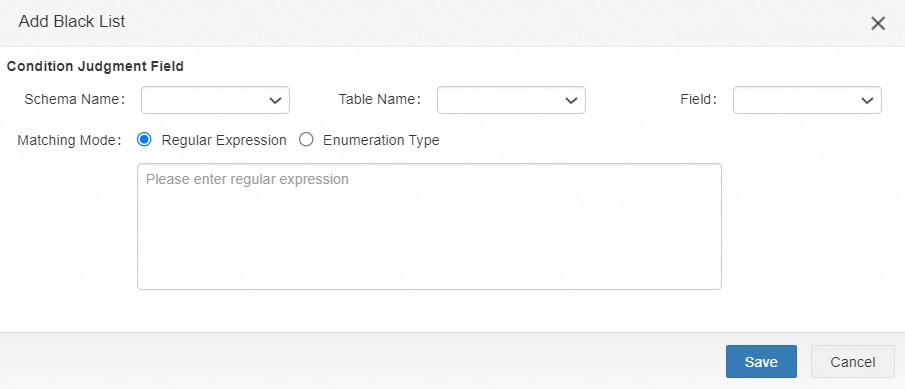 Add Black List
Condition Judgment Field
Schema Name: Table Name: Field:
Matching Mode: Regular Expression Enumeration Type
Please enter regular expression
Save Cancel